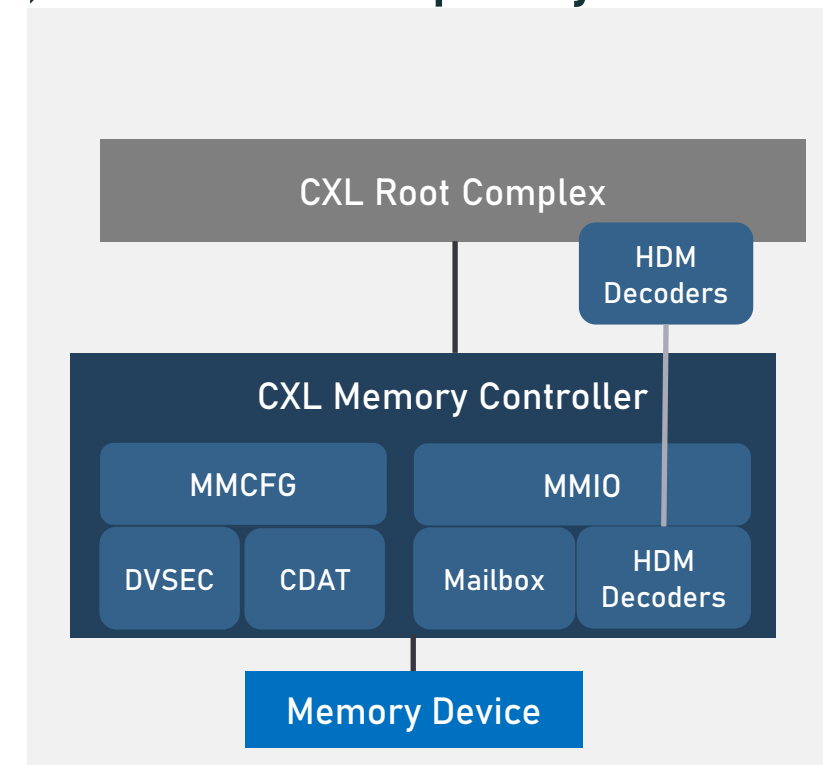 CXL Root Complex
HDM
Decoders
CXL Memory Controller
MMCFG
MMIO
DVSEC
CDAT
Mailbox
HDM
Decoders
Memory Device